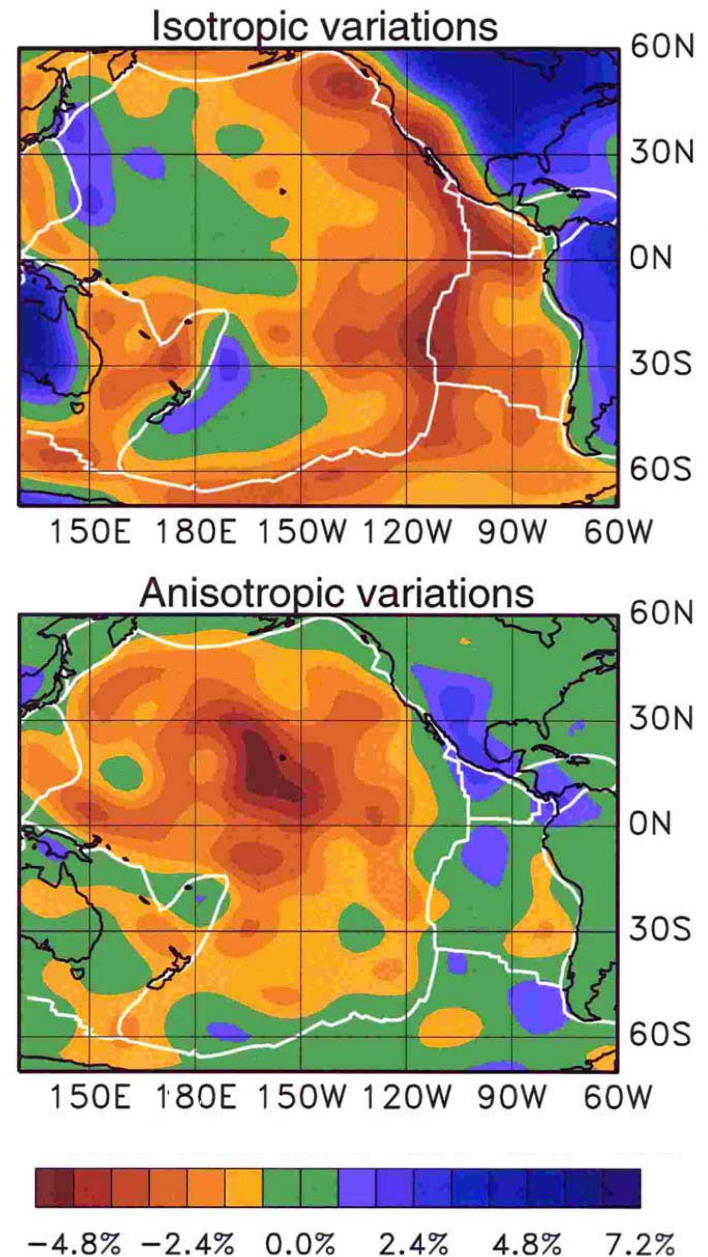 Isotropic variations
60N
30N
0N
30S
60S
150E 180E 150W 120W 90W 60W
Anisotropic variations
60N
30N
0N
30S
60S
150E 180E 150W 120W 90W 60W
−4.8% −2.4% 0.0% 2.4% 4.8% 7.2%